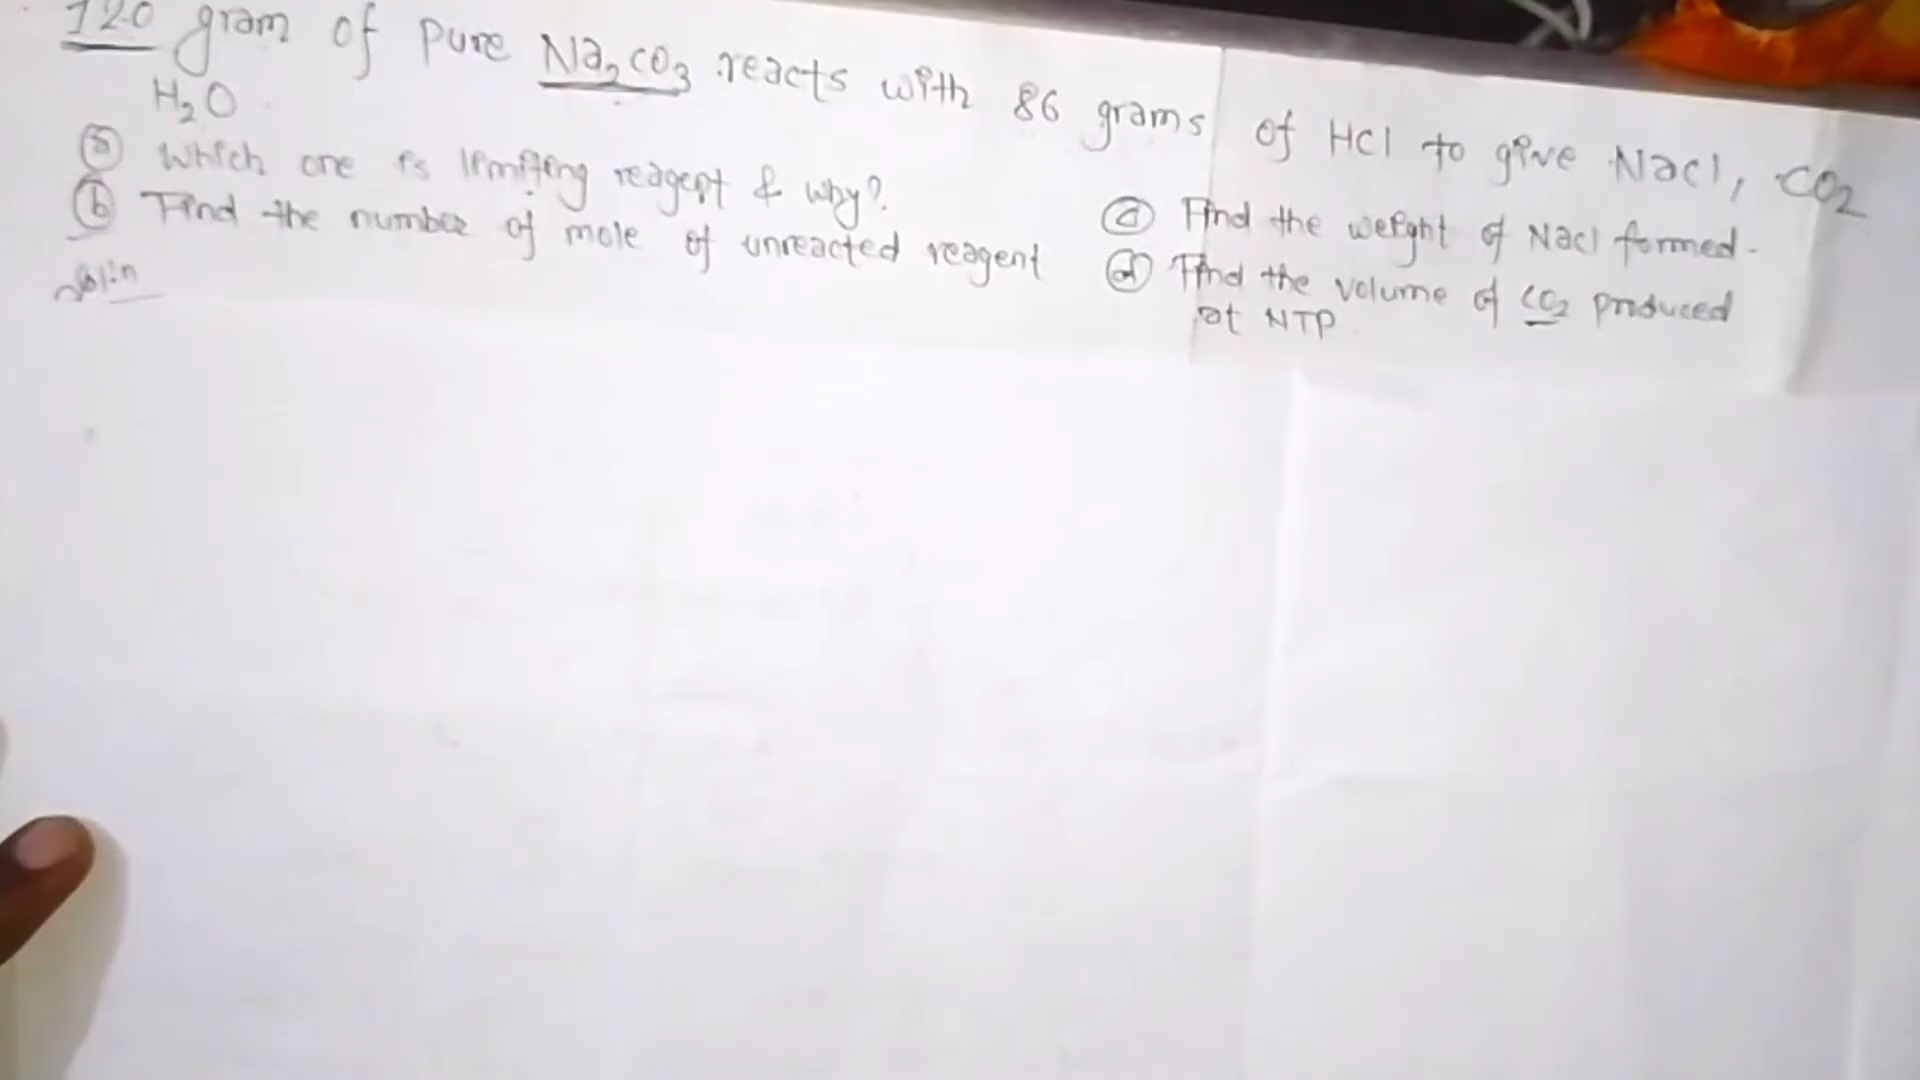 120 gram of pure Na₂CO₃ reacts with 86 grams of HCl to give NaCl, CO₂
H₂O
ⓐ Which one is limiting reagent & why?
ⓑ Find the number of mole of unreacted reagent
ⓒ Find the weight of NaCl formed.
ⓓ Find the volume of CO₂ produced
at NTP
Sol:n